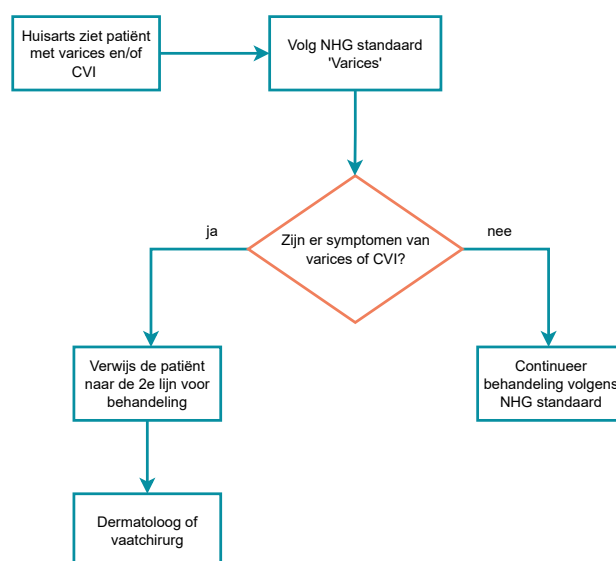 Huisarts ziet patiënt
met varices en/of
CVI
Volg NHG standaard
'Varices'
Zijn er symptomen van
varices of CVI?
ja
nee
Verwijs de patiënt
naar de 2e lijn voor
behandeling
Continueer
behandeling volgens
NHG standaard
Dermatoloog of
vaatchirurg